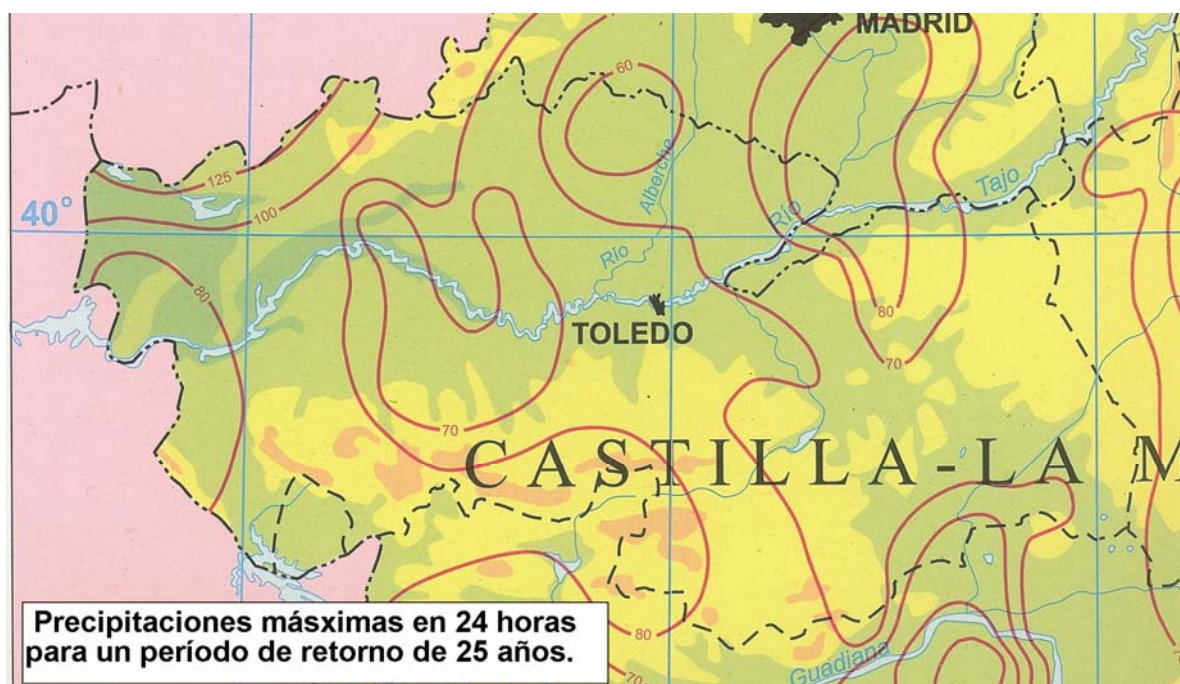 MADRID
60
125
Alberche
Tajo
40°
100
Río
Río
80
80
TOLEDO
70
70
CASTILLA-LA M
80
70
Guadiana
Precipitaciones másximas en 24 horas
para un período de retorno de 25 años.